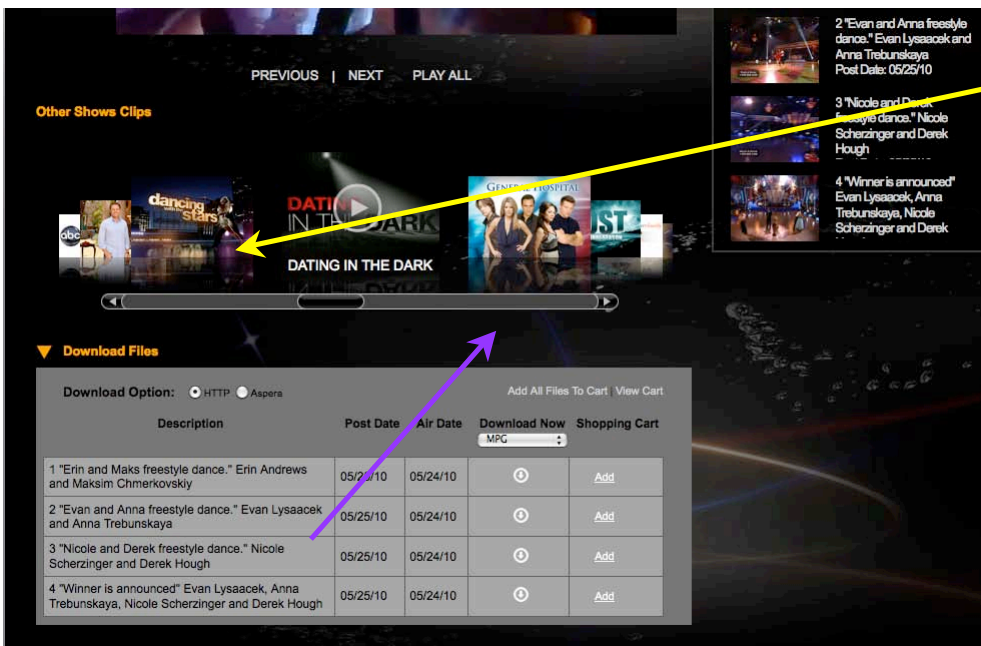 PREVIOUS | NEXT PLAY ALL
Other Shows Clips
abc
dancing
with the
stars
DATING
IN THE DARK
DATING IN THE DARK
GENERAL HOSPITAL
2 "Evan and Anna freestyle
dance." Evan Lysaacek and
Anna Trebunskaya
Post Date: 05/25/10
3 "Nicole and Derek
freestyle dance." Nicole
Scherzinger and Derek
Hough
4 "Winner is announced"
Evan Lysaacek, Anna
Trebunskaya, Nicole
Scherzinger and Derek
Download Files
Download Option: HTTP Aspera
Add All Files To Cart | View Cart
Description Post Date Air Date Download Now Shopping Cart
MPG
1 "Erin and Maks freestyle dance." Erin Andrews
and Maksim Chmerkovskiy
05/25/10 05/24/10 Add
2 "Evan and Anna freestyle dance." Evan Lysaacek
and Anna Trebunskaya
05/25/10 05/24/10 Add
3 "Nicole and Derek freestyle dance." Nicole
Scherzinger and Derek Hough
05/25/10 05/24/10 Add
4 "Winner is announced" Evan Lysaacek, Anna
Trebunskaya, Nicole Scherzinger and Derek Hough
05/25/10 05/24/10 Add